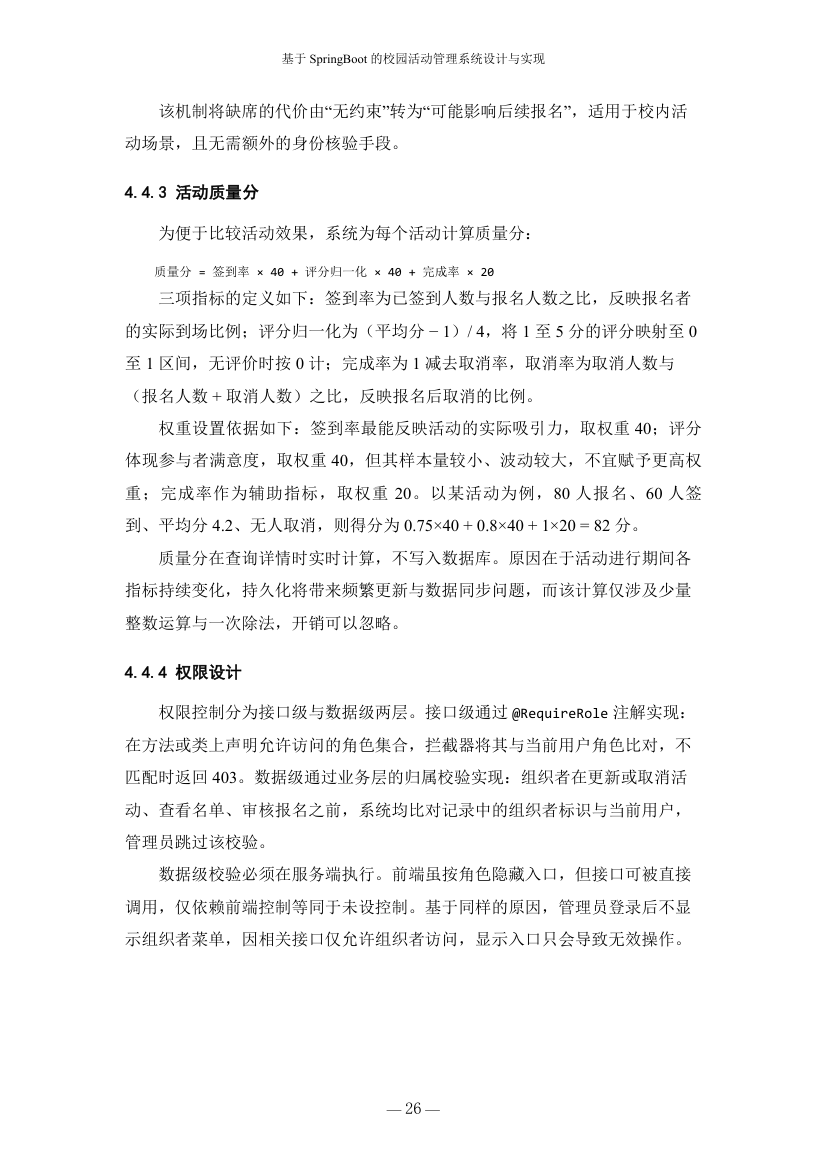 基于 SpringBoot 的校园活动管理系统设计与实现
该机制将缺席的代价由“无约束”转为“可能影响后续报名”，适用于校内活
动场景，且无需额外的身份核验手段。
4.4.3 活动质量分
为便于比较活动效果，系统为每个活动计算质量分：
质量分 = 签到率 × 40 + 评分归一化 × 40 + 完成率 × 20
三项指标的定义如下：签到率为已签到人数与报名人数之比，反映报名者
的实际到场比例；评分归一化为（平均分 − 1）/ 4，将 1 至 5 分的评分映射至 0
至 1 区间，无评价时按 0 计；完成率为 1 减去取消率，取消率为取消人数与
（报名人数 + 取消人数）之比，反映报名后取消的比例。
权重设置依据如下：签到率最能反映活动的实际吸引力，取权重 40；评分
体现参与者满意度，取权重 40，但其样本量较小、波动较大，不宜赋予更高权
重；完成率作为辅助指标，取权重 20。以某活动为例，80 人报名、60 人签
到、平均分 4.2、无人取消，则得分为 0.75×40 + 0.8×40 + 1×20 = 82 分。
质量分在查询详情时实时计算，不写入数据库。原因在于活动进行期间各
指标持续变化，持久化将带来频繁更新与数据同步问题，而该计算仅涉及少量
整数运算与一次除法，开销可以忽略。
4.4.4 权限设计
权限控制分为接口级与数据级两层。接口级通过 @RequireRole 注解实现：
在方法或类上声明允许访问的角色集合，拦截器将其与当前用户角色比对，不
匹配时返回 403。数据级通过业务层的归属校验实现：组织者在更新或取消活
动、查看名单、审核报名之前，系统均比对记录中的组织者标识与当前用户，
管理员跳过该校验。
数据级校验必须在服务端执行。前端虽按角色隐藏入口，但接口可被直接
调用，仅依赖前端控制等同于未设控制。基于同样的原因，管理员登录后不显
示组织者菜单，因相关接口仅允许组织者访问，显示入口只会导致无效操作。
— 26 —